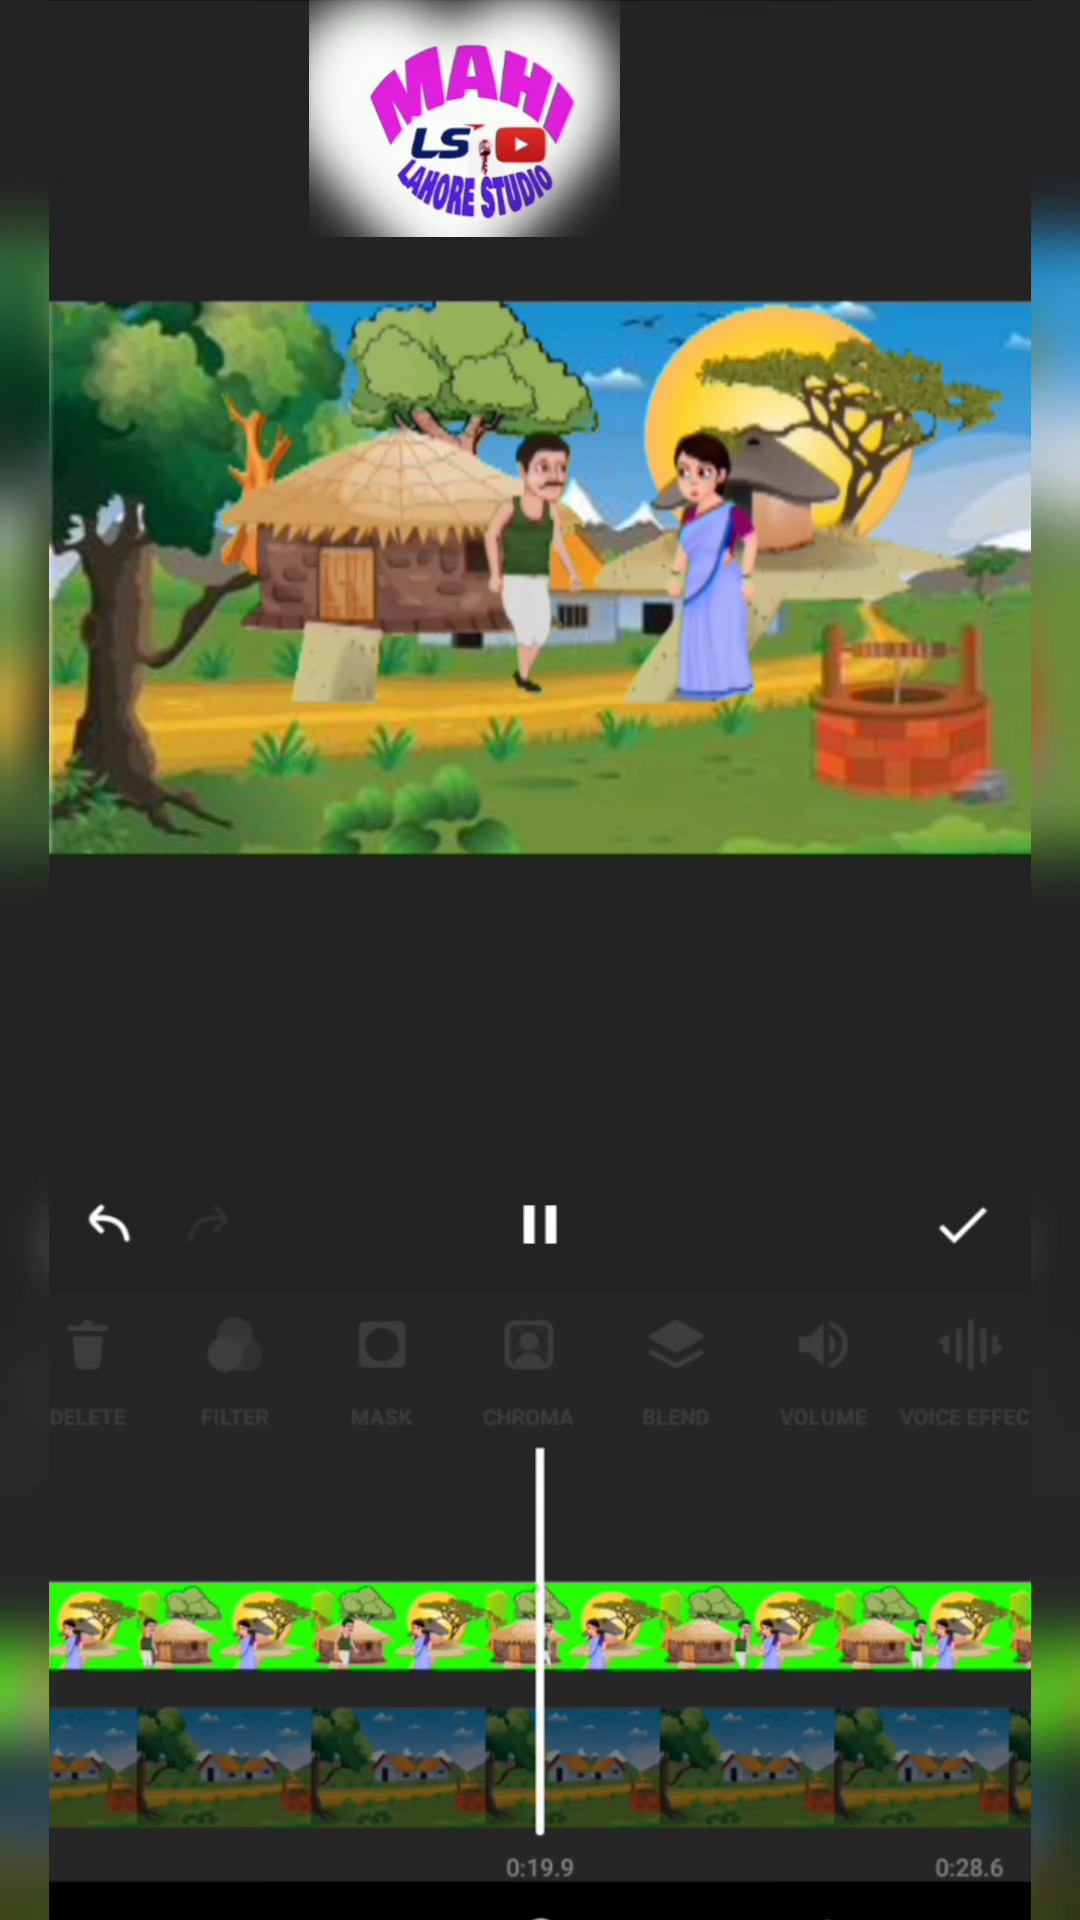 MAHI
LS
LAHORE STUDIO
DELETE
FILTER
MASK
CHROMA
BLEND
VOLUME
VOICE EFFEC
0:19.9
0:28.6